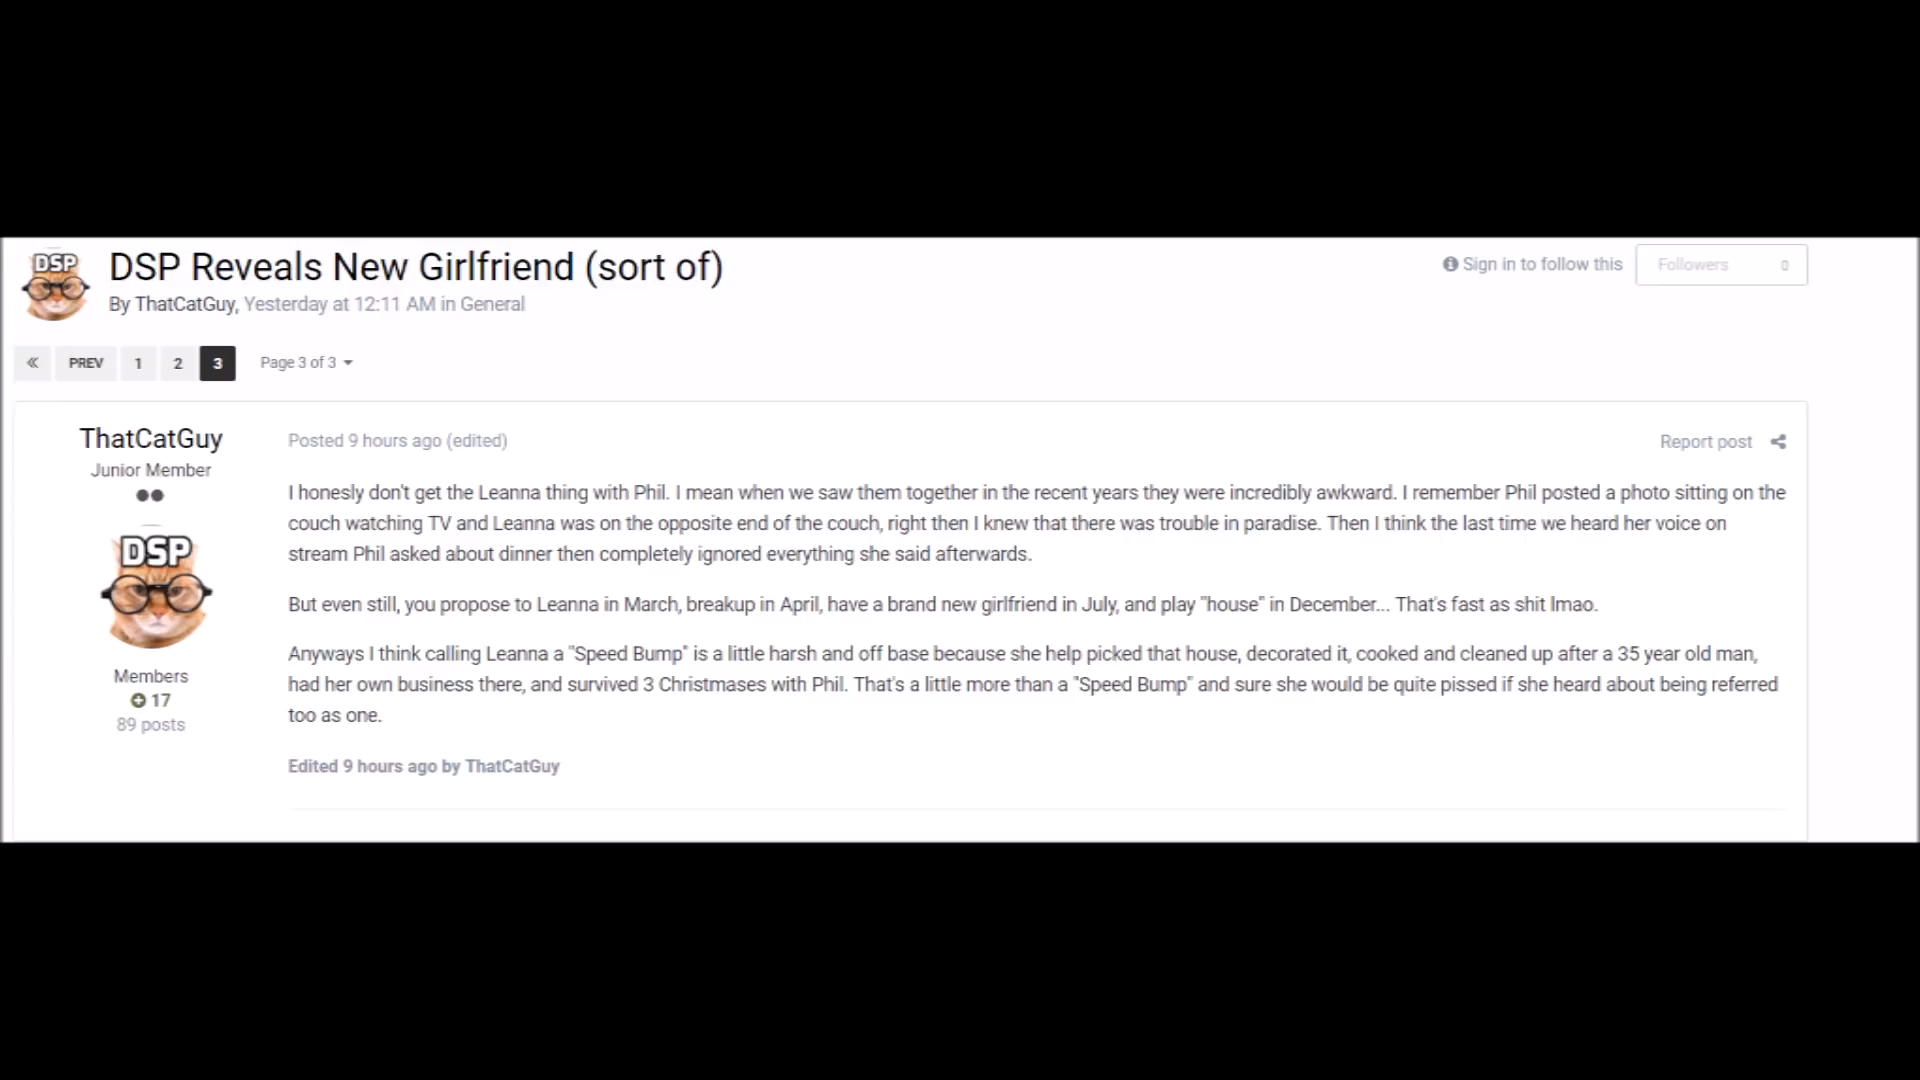 DSP
DSP Reveals New Girlfriend (sort of)
By ThatCatGuy, Yesterday at 12:11 AM in General
Sign in to follow this
Followers 0
« PREV 1 2 3 Page 3 of 3
ThatCatGuy
Junior Member
DSP
Members
17
89 posts
Posted 9 hours ago (edited)
Report post
I honesly don't get the Leanna thing with Phil. I mean when we saw them together in the recent years they were incredibly awkward. I remember Phil posted a photo sitting on the
couch watching TV and Leanna was on the opposite end of the couch, right then I knew that there was trouble in paradise. Then I think the last time we heard her voice on
stream Phil asked about dinner then completely ignored everything she said afterwards.
But even still, you propose to Leanna in March, breakup in April, have a brand new girlfriend in July, and play "house" in December... That's fast as shit lmao.
Anyways I think calling Leanna a "Speed Bump" is a little harsh and off base because she help picked that house, decorated it, cooked and cleaned up after a 35 year old man,
had her own business there, and survived 3 Christmases with Phil. That's a little more than a "Speed Bump" and sure she would be quite pissed if she heard about being referred
too as one.
Edited 9 hours ago by ThatCatGuy